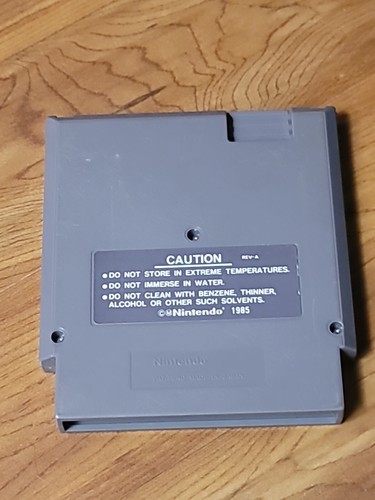 CAUTION REV-A
•DO NOT STORE IN EXTREME TEMPERATURES.
•DO NOT IMMERSE IN WATER.
•DO NOT CLEAN WITH BENZENE, THINNER,
ALCOHOL OR OTHER SUCH SOLVENTS.
©Ⓜ Nintendo® 1985
Nintendo